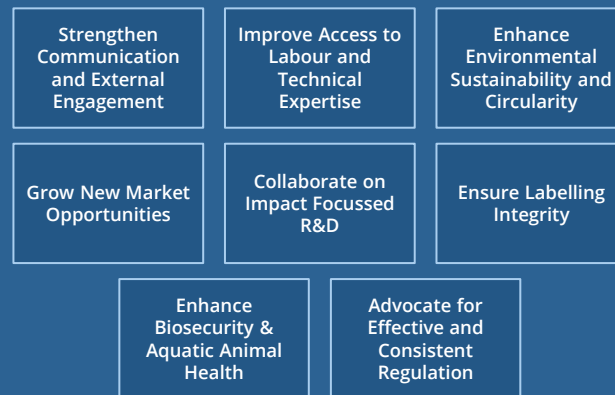 Strengthen
Communication
and External
Engagement
Improve Access to
Labour and
Technical
Expertise
Enhance
Environmental
Sustainability and
Circularity
Grow New Market
Opportunities
Collaborate on
Impact Focussed
R&D
Ensure Labelling
Integrity
Enhance
Biosecurity &
Aquatic Animal
Health
Advocate for
Effective and
Consistent
Regulation